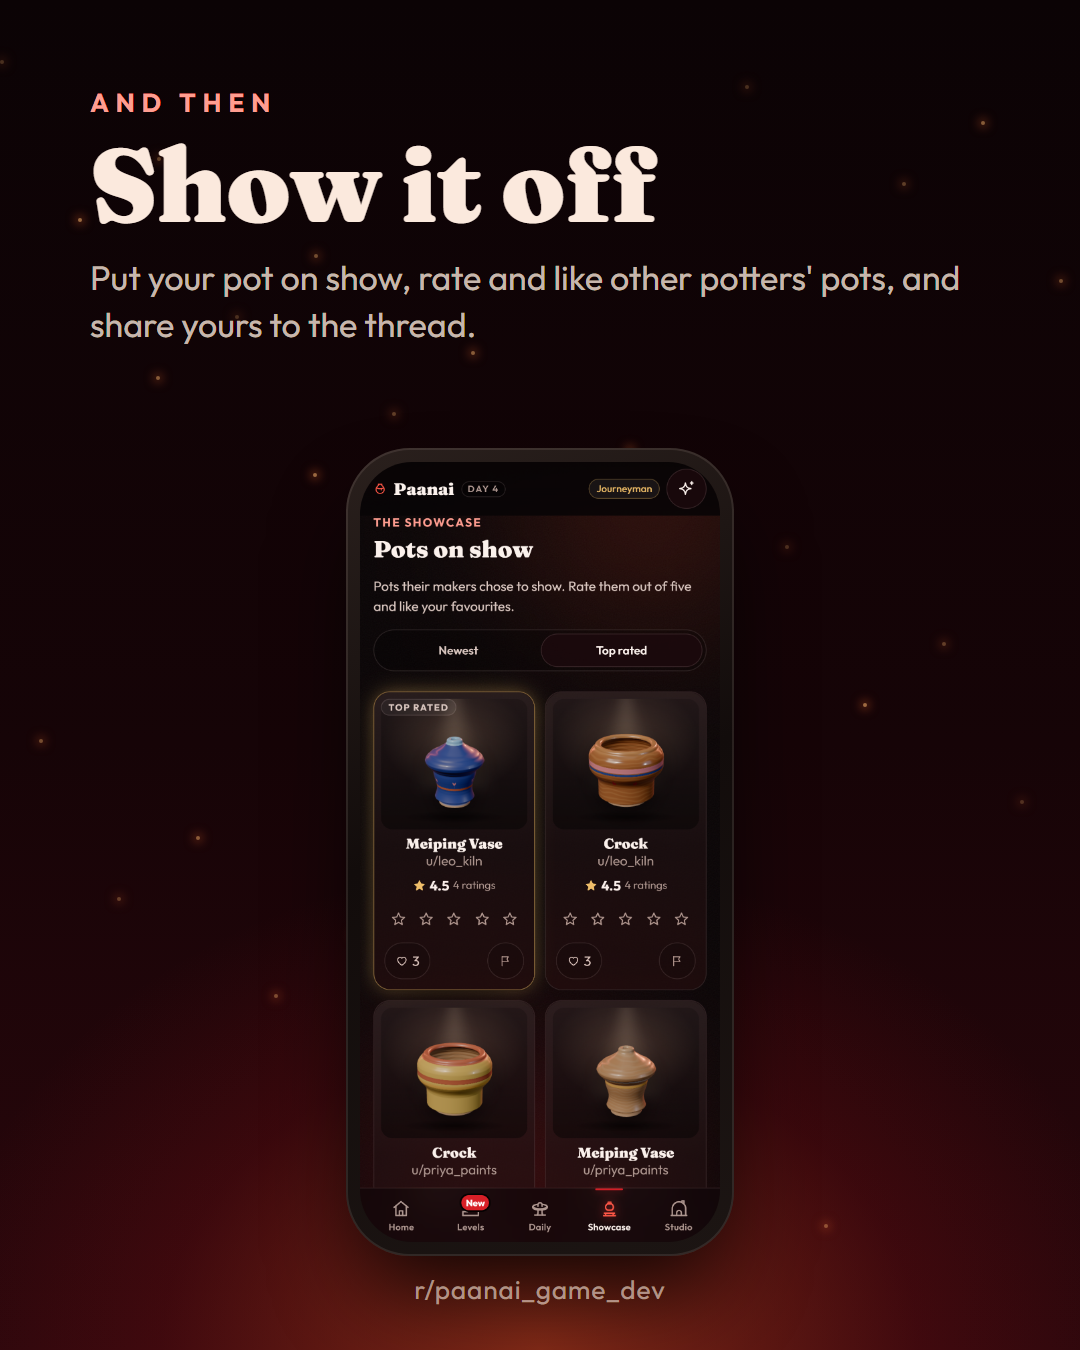 AND THEN
Show it off
Put your pot on show, rate and like other potters' pots, and
share yours to the thread.
Paanai DAY 4 Journeyman
THE SHOWCASE
Pots on show
Pots their makers chose to show. Rate them out of five
and like your favourites.
Newest Top rated
TOP RATED
Meiping Vase Crock
u/leo_kiln u/leo_kiln
4.5 4 ratings 4.5 4 ratings
3 3
Crock Meiping Vase
u/priya_paints u/priya_paints
New
Home Levels Daily Showcase Studio
r/paanai_game_dev